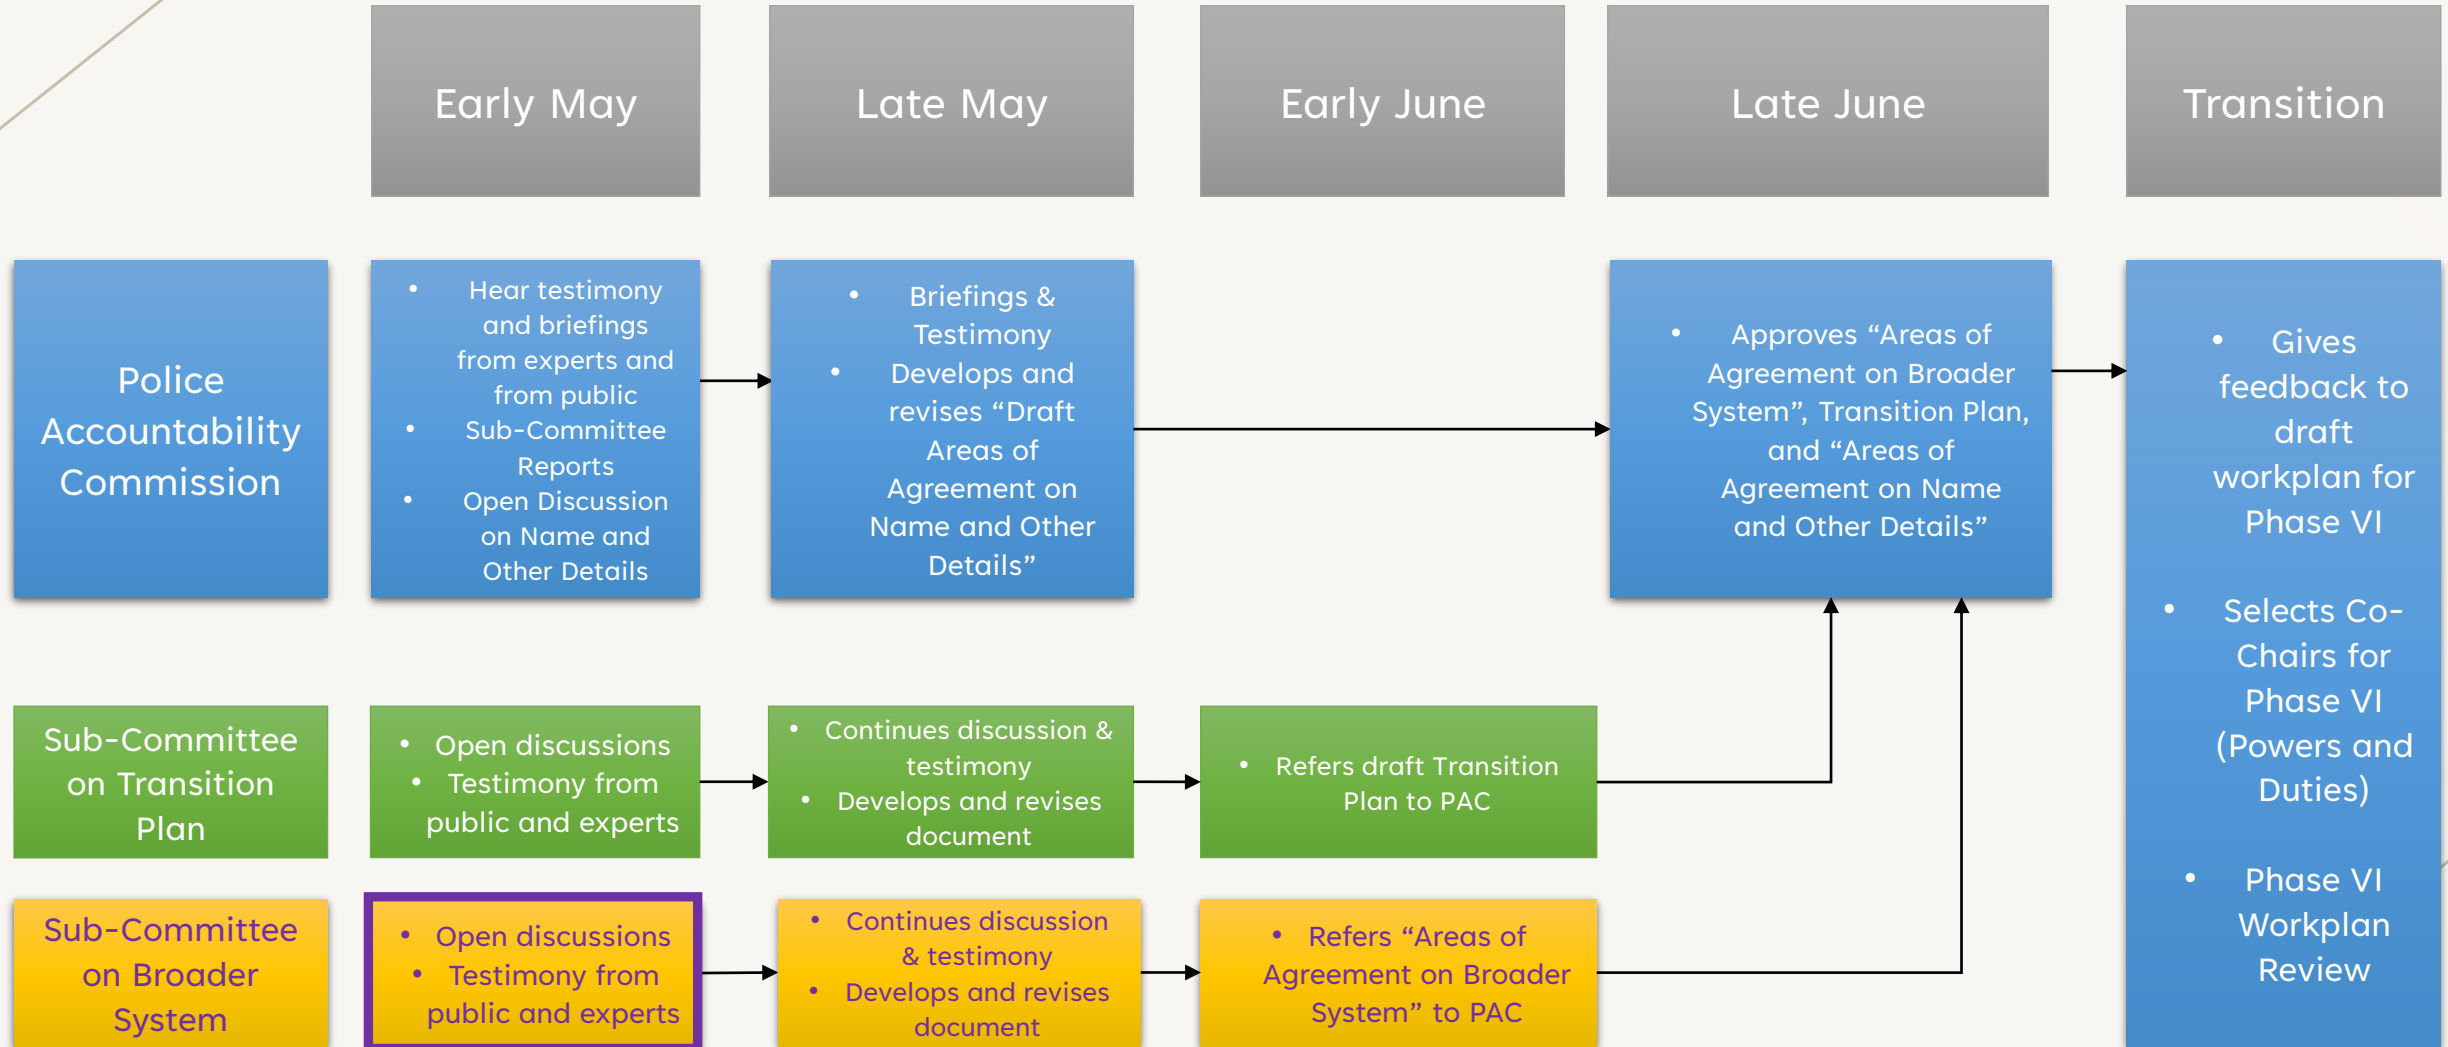 Early May
Late May
Early June
Late June
Transition
Police
Accountability
Commission
• Hear testimony
and briefings
from experts and
from public
• Sub-Committee
Reports
• Open Discussion
on Name and
Other Details
• Briefings &
Testimony
• Develops and
revises “Draft
Areas of
Agreement on
Name and Other
Details”
• Approves “Areas of
Agreement on Broader
System”, Transition Plan,
and “Areas of
Agreement on Name
and Other Details”
• Gives
feedback to
draft
workplan for
Phase VI
• Selects Co-
Chairs for
Phase VI
(Powers and
Duties)
• Phase VI
Workplan
Review
Sub-Committee
on Transition
Plan
• Open discussions
• Testimony from
public and experts
• Continues discussion &
testimony
• Develops and revises
document
• Refers draft Transition
Plan to PAC
Sub-Committee
on Broader
System
• Open discussions
• Testimony from
public and experts
• Continues discussion
& testimony
• Develops and revises
document
• Refers “Areas of
Agreement on Broader
System” to PAC